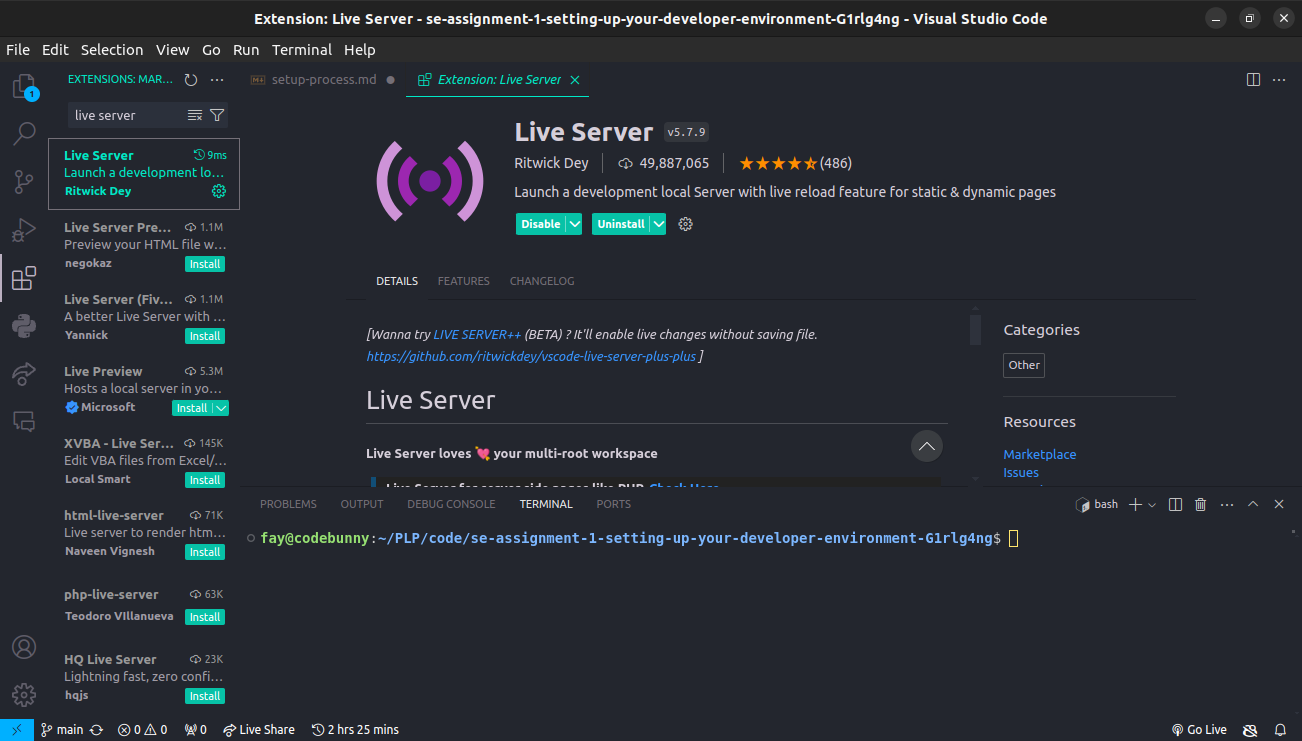 Extension: Live Server - se-assignment-1-setting-up-your-developer-environment-G1rlg4ng - Visual Studio Code
File Edit Selection View Go Run Terminal Help
EXTENSIONS: MAR...
setup-process.md
Extension: Live Server
1
live server
Live Server 9ms
Launch a development lo...
Ritwick Dey
Live Server Pre... 1.1M
Preview your HTML file w...
negokaz Install
Live Server (Fiv... 1.1M
A better Live Server with ...
Yannick Install
Live Preview 5.3M
Hosts a local server in yo...
Microsoft Install
XVBA - Live Ser... 145K
Edit VBA files from Excel/...
Local Smart Install
html-live-server 71K
Live server to render htm...
Naveen Vignesh Install
php-live-server 63K
Teodoro VIllanueva Install
HQ Live Server 23K
Lightning fast, zero confi...
hqjs Install
Live Server v5.7.9
Ritwick Dey 49,887,065 (486)
Launch a development local Server with live reload feature for static & dynamic pages
Disable Uninstall
DETAILS FEATURES CHANGELOG
[Wanna try LIVE SERVER++ (BETA) ? It'll enable live changes without saving file.
https://github.com/ritwickdey/vscode-live-server-plus-plus ]
Live Server
Live Server loves 💘 your multi-root workspace
Live Server for server side pages like PHP. Check Here
Categories
Other
Resources
Marketplace
Issues
PROBLEMS OUTPUT DEBUG CONSOLE TERMINAL PORTS
bash
fay@codebunny:~/PLP/code/se-assignment-1-setting-up-your-developer-environment-G1rlg4ng$
main 0 0 0 Live Share 2 hrs 25 mins Go Live